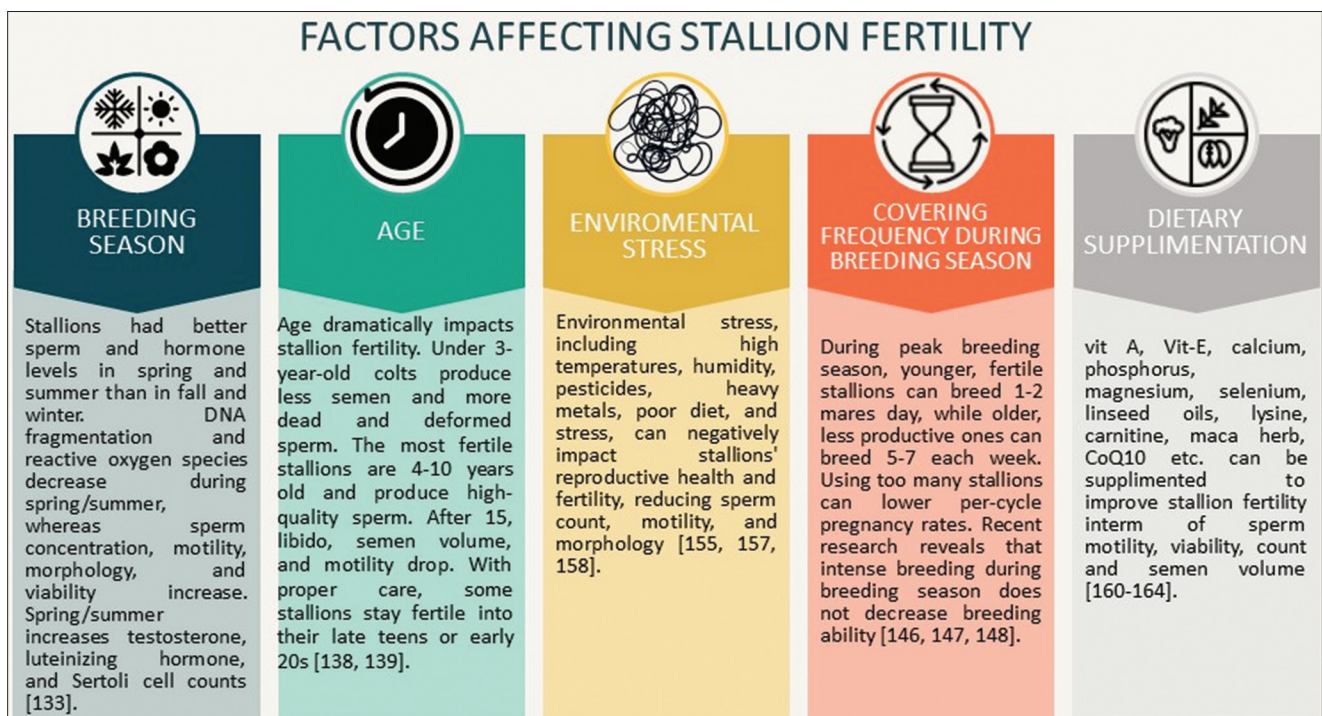 FACTORS AFFECTING STALLION FERTILITY
BREEDING
SEASON
Stallions had better
sperm and hormone
levels in spring and
summer than in fall and
winter. DNA
fragmentation and
reactive oxygen species
decrease during
spring/summer,
whereas sperm
concentration, motility,
morphology, and
viability increase.
Spring/summer
increases testosterone,
luteinizing hormone,
and Sertoli cell counts
[133].
AGE
Age dramatically impacts
stallion fertility. Under 3-
year-old colts produce
less semen and more
dead and deformed
sperm. The most fertile
stallions are 4-10 years
old and produce high-
quality sperm. After 15,
libido, semen volume,
and motility drop. With
proper care, some
stallions stay fertile into
their late teens or early
20s [138, 139].
ENVIROMENTAL
STRESS
Environmental stress,
including high
temperatures, humidity,
pesticides, heavy
metals, poor diet, and
stress, can negatively
impact stallions'
reproductive health and
fertility, reducing sperm
count, motility, and
morphology [155, 157,
158].
COVERING
FREQUENCY DURING
BREEDING SEASON
During peak breeding
season, younger, fertile
stallions can breed 1-2
mares day, while older,
less productive ones can
breed 5-7 each week.
Using too many stallions
can lower per-cycle
pregnancy rates. Recent
research reveals that
intense breeding during
breeding season does
not decrease breeding
ability [146, 147, 148].
DIETARY
SUPPLIMENTATION
vit A, Vit-E, calcium,
phosphorus,
magnesium, selenium,
linseed oils, lysine,
carnitine, maca herb,
CoQ10 etc. can be
supplimented to
improve stallion fertility
interm of sperm
motility, viability, count
and semen volume
[160-164].